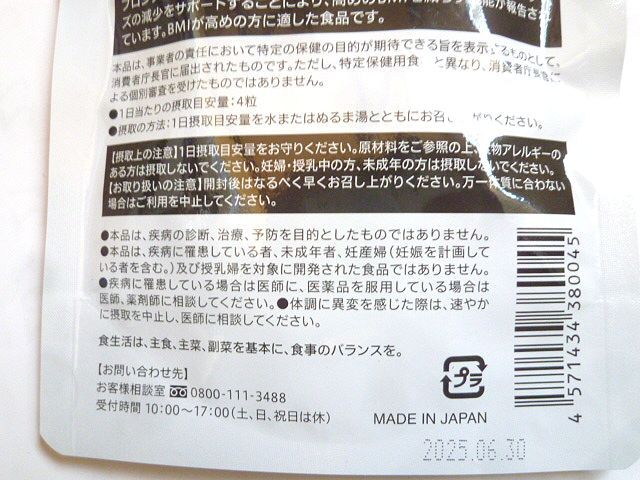 ズの減少をサポートすることにより、高めのBMIを減らす機能が報告され
ています。BMIが高めの方に適した食品です。
本品は、事業者の責任において特定の保健の目的が期待できる旨を表示するものとして、
消費者庁長官に届出されたものです。ただし、特定保健用食 と異なり、消費者庁長官に
よる個別審査を受けたものではありません。
●1日当たりの摂取目安量:4粒
●摂取の方法:1日摂取目安量を水またはぬるま湯とともにお召 がりください。
【摂取上の注意】1日摂取目安量をお守りください。原材料をご参照の上、食物アレルギーの
ある方は摂取しないでください。妊婦・授乳中の方、未成年の方は摂取しないでください。
【お取り扱いの注意】開封後はなるべく早くお召し上がりください。万一体質に合わない
場合はご利用を中止してください。
●本品は、疾病の診断、治療、予防を目的としたものではありません。
●本品は、疾病に罹患している者、未成年者、妊産婦(妊娠を計画して
いる者を含む。)及び授乳婦を対象に開発された食品ではありません。
●疾病に罹患している場合は医師に、医薬品を服用している場合は
医師、薬剤師に相談してください。●体調に異変を感じた際は、速やか
に摂取を中止し、医師に相談してください。
食生活は、主食、主菜、副菜を基本に、食事のバランスを。
【お問い合わせ先】
お客様相談室 0800-111-3488
受付時間 10:00〜17:00(土、日、祝日は休)
プラ
MADE IN JAPAN
2025.06.30
4 571434 380045